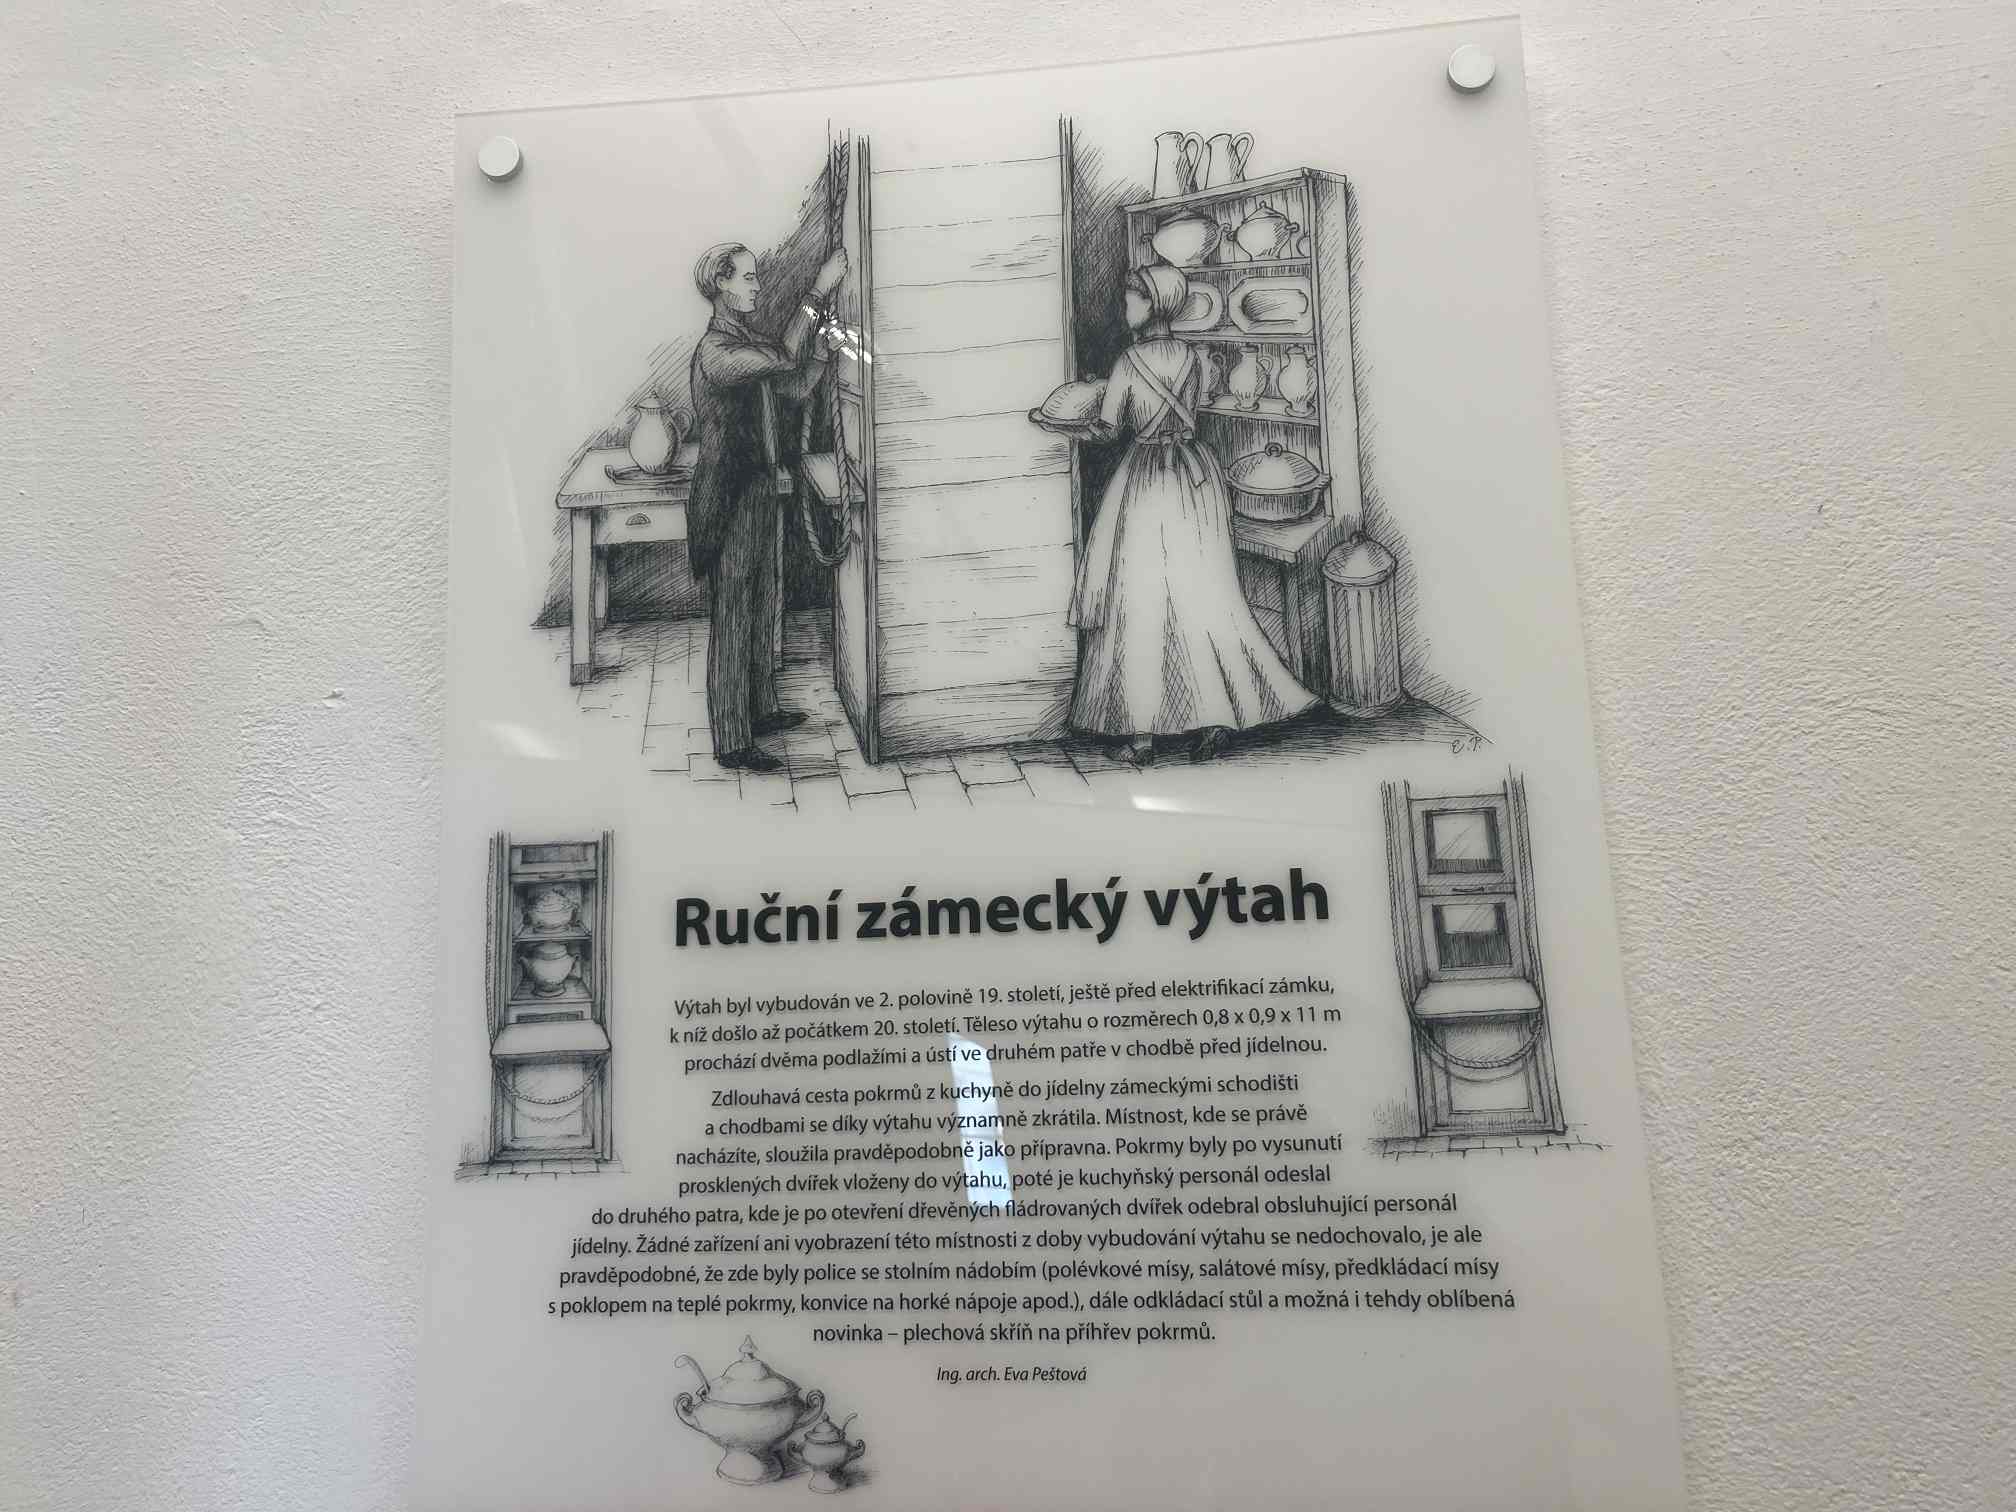 E.P.
Ruční zámecký výtah
Výtah byl vybudován ve 2. polovině 19. století, ještě před elektrifikací zámku,
k níž došlo až počátkem 20. století. Těleso výtahu o rozměrech 0,8 x 0,9 x 11 m
prochází dvěma podlažími a ústí ve druhém patře v chodbě před jídelnou.
Zdlouhavá cesta pokrmů z kuchyně do jídelny zámeckými schodišti
a chodbami se díky výtahu významně zkrátila. Místnost, kde se právě
nacházíte, sloužila pravděpodobně jako přípravna. Pokrmy byly po vysunutí
prosklených dvířek vloženy do výtahu, poté je kuchyňský personál odeslal
do druhého patra, kde je po otevření dřevěných fládrovaných dvířek odebral obsluhující personál
jídelny. Žádné zařízení ani vyobrazení této místnosti z doby vybudování výtahu se nedochovalo, je ale
pravděpodobné, že zde byly police se stolním nádobím (polévkové mísy, salátové mísy, předkládací mísy
s poklopem na teplé pokrmy, konvice na horké nápoje apod.), dále odkládací stůl a možná i tehdy oblíbená
novinka – plechová skříň na příhřev pokrmů.
Ing. arch. Eva Peštová